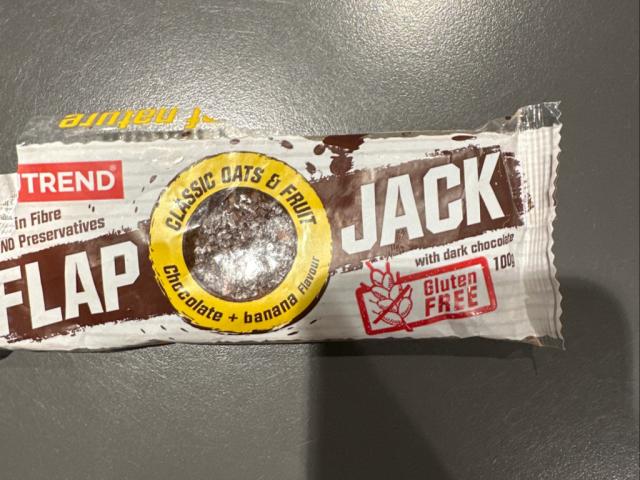 f nature
TRENDⓇ
in Fibre
NO Preservatives
FLAP
JACK
CLASSIC OATS & FRUIT
Chocolate + banana Flavour
with dark chocolate
100g
Gluten
FREE